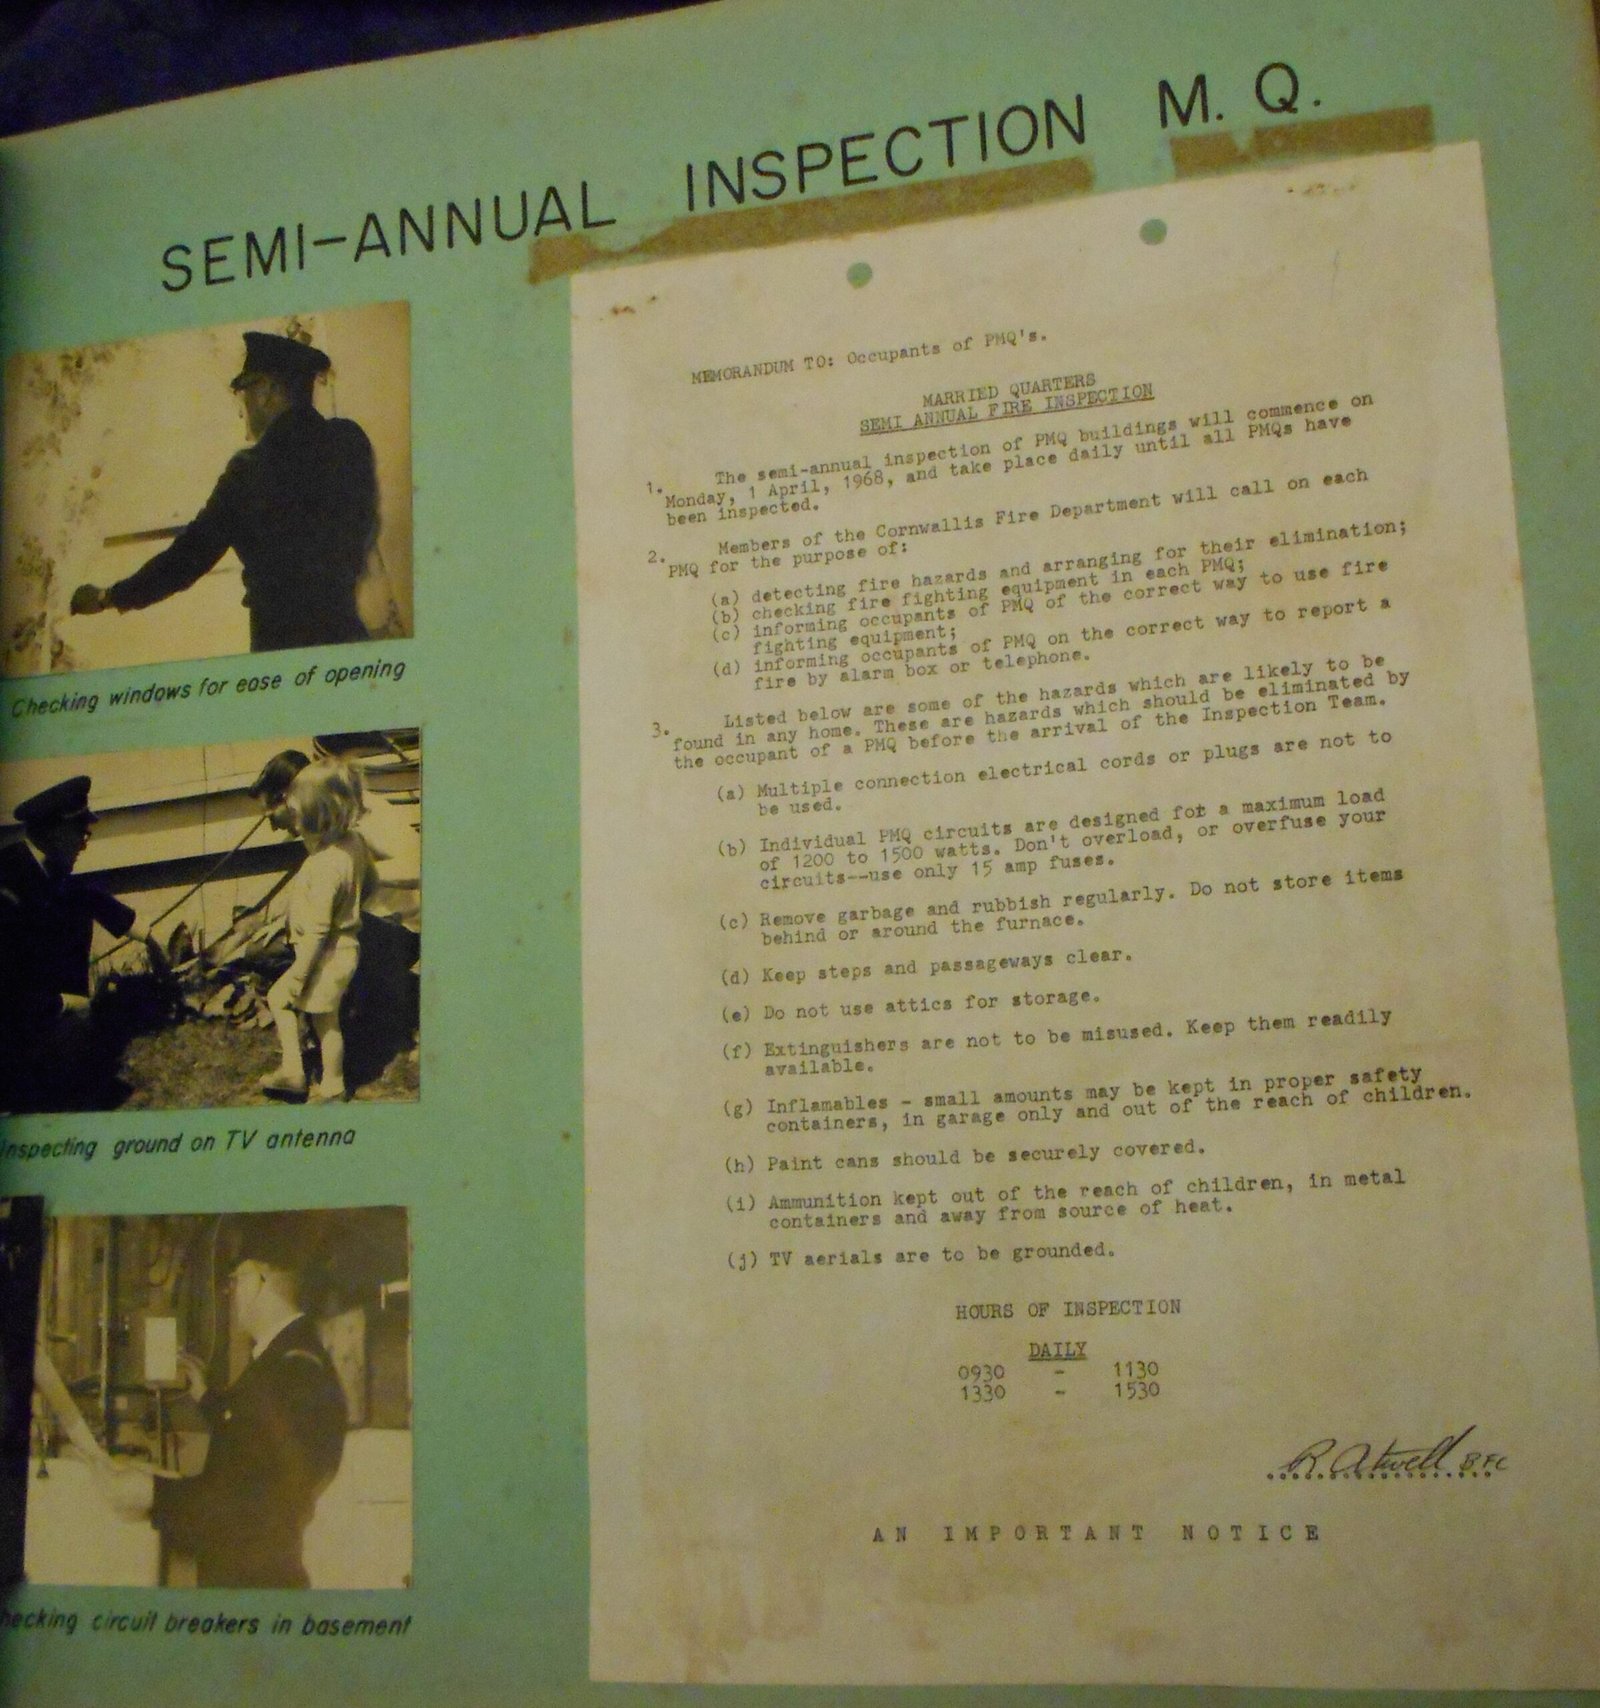 SEMI-ANNUAL INSPECTION M. Q.
Checking windows for ease of opening
Inspecting ground on TV antenna
hecking circuit breakers in basement
MEMORANDUM TO: Occupants of PMQ's.
MARRIED QUARTERS
SEMI ANNUAL FIRE INSPECTION
1. The semi-annual inspection of PMQ buildings will commence on
Monday, 1 April, 1968, and take place daily until all PMQs have
been inspected.
2. Members of the Cornwallis Fire Department will call on each
PMQ for the purpose of:
(a) detecting fire hazards and arranging for their elimination;
(b) checking fire fighting equipment in each PMQ;
(c) informing occupants of PMQ of the correct way to use fire
fighting equipment;
(d) informing occupants of PMQ on the correct way to report a
fire by alarm box or telephone.
3. Listed below are some of the hazards which are likely to be
found in any home. These are hazards which should be eliminated by
the occupant of a PMQ before the arrival of the Inspection Team.
(a) Multiple connection electrical cords or plugs are not to
be used.
(b) Individual PMQ circuits are designed for a maximum load
of 1200 to 1500 watts. Don't overload, or overfuse your
circuits--use only 15 amp fuses.
(c) Remove garbage and rubbish regularly. Do not store items
behind or around the furnace.
(d) Keep steps and passageways clear.
(e) Do not use attics for storage.
(f) Extinguishers are not to be misused. Keep them readily
available.
(g) Inflamables - small amounts may be kept in proper safety
containers, in garage only and out of the reach of children.
(h) Paint cans should be securely covered.
(i) Ammunition kept out of the reach of children, in metal
containers and away from source of heat.
(j) TV aerials are to be grounded.
HOURS OF INSPECTION
DAILY
0930 - 1130
1330 - 1530
R. Atwell BFC
AN IMPORTANT NOTICE